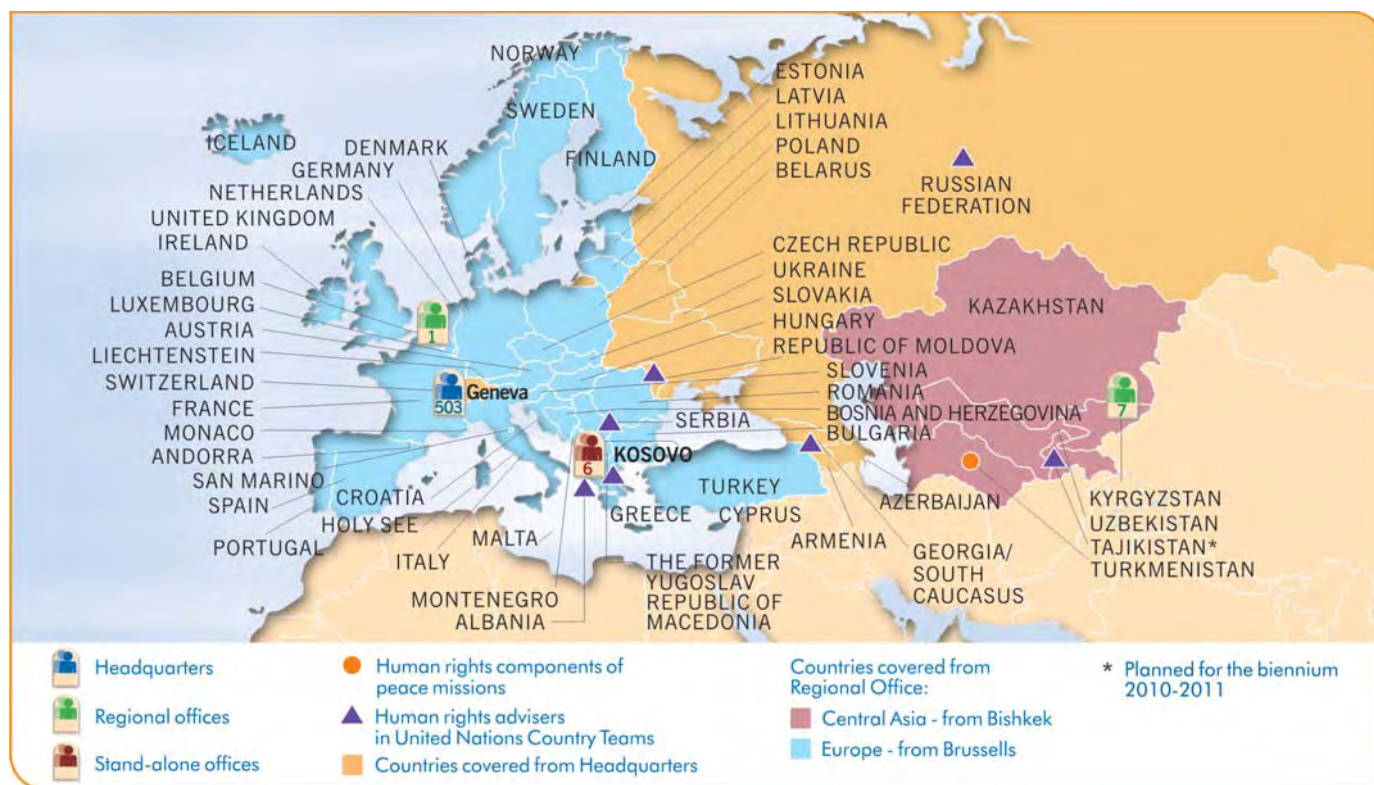 NORWAY
SWEDEN
FINLAND
ICELAND
DENMARK
GERMANY
NETHERLANDS
UNITED KINGDOM
IRELAND
BELGIUM
LUXEMBOURG
AUSTRIA
LIECHTENSTEIN
SWITZERLAND
FRANCE
MONACO
ANDORRA
SAN MARINO
SPAIN
CROATIA
HOLY SEE
PORTUGAL
ITALY
MALTA
MONTENEGRO
ALBANIA
1
503
Geneva
6
KOSOVO
SERBIA
GREECE
TURKEY
CYPRUS
THE FORMER
YUGOSLAV
REPUBLIC OF
MACEDONIA
ESTONIA
LATVIA
LITHUANIA
POLAND
BELARUS
CZECH REPUBLIC
UKRAINE
SLOVAKIA
HUNGARY
REPUBLIC OF MOLDOVA
SLOVENIA
ROMANIA
BOSNIA AND HERZEGOVINA
BULGARIA
RUSSIAN
FEDERATION
KAZAKHSTAN
7
AZERBAIJAN
ARMENIA
GEORGIA/
SOUTH
CAUCASUS
KYRGYZSTAN
UZBEKISTAN
TAJIKISTAN*
TURKMENISTAN
Headquarters
Regional offices
Stand-alone offices
Human rights components of
peace missions
Human rights advisers
in United Nations Country Teams
Countries covered from Headquarters
Countries covered from
Regional Office:
Central Asia - from Bishkek
Europe - from Brussells
* Planned for the biennium
2010-2011